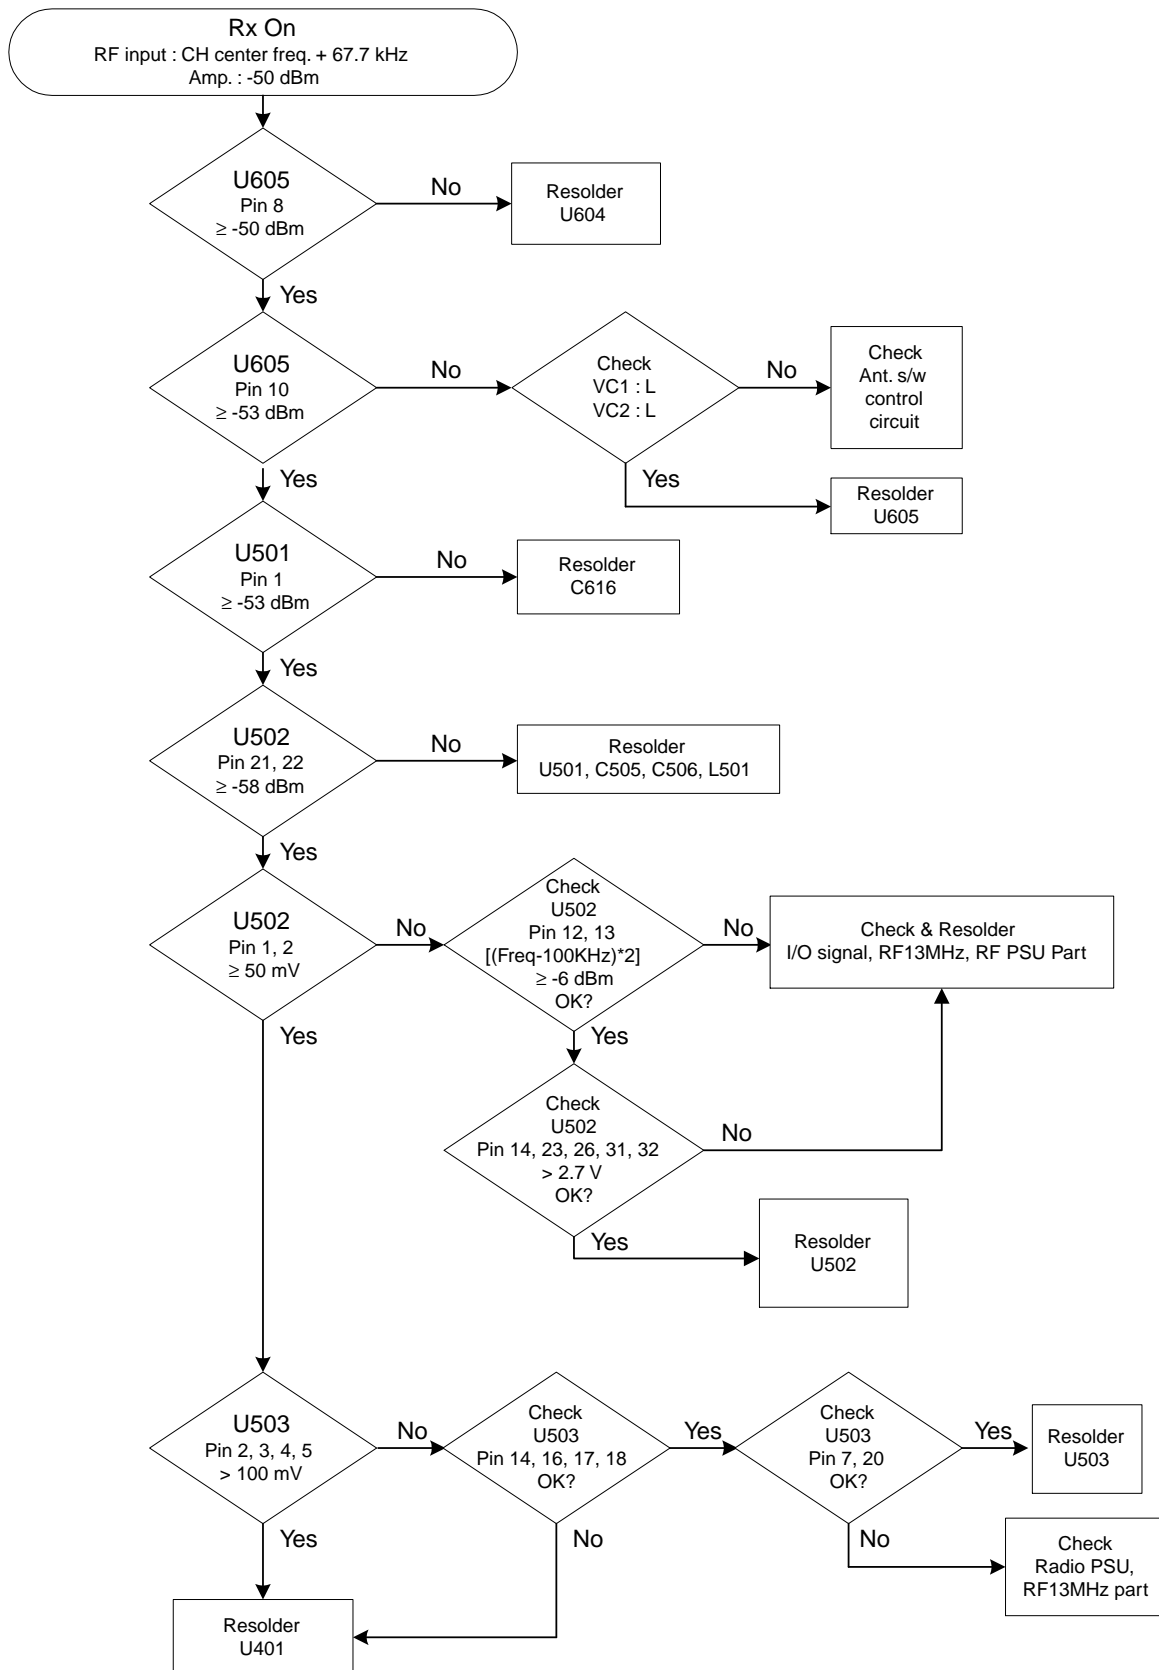 Rx On
RF input : CH center freq. + 67.7 kHz
Amp. : -50 dBm
U605
Pin 8
≥ -50 dBm
No
Resolder
U604
Yes
U605
Pin 10
≥ -53 dBm
No
Check
VC1 : L
VC2 : L
No
Check
Ant. s/w
control
circuit
Yes
Yes
Resolder
U605
U501
Pin 1
≥ -53 dBm
No
Resolder
C616
Yes
U502
Pin 21, 22
≥ -58 dBm
No
Resolder
U501, C505, C506, L501
Yes
U502
Pin 1, 2
≥ 50 mV
No
Check
U502
Pin 12, 13
[(Freq-100KHz)*2]
≥ -6 dBm
OK?
No
Check & Resolder
I/O signal, RF13MHz, RF PSU Part
Yes
Yes
Check
U502
Pin 14, 23, 26, 31, 32
> 2.7 V
OK?
No
Yes
Resolder
U502
U503
Pin 2, 3, 4, 5
> 100 mV
No
Check
U503
Pin 14, 16, 17, 18
OK?
Yes
Check
U503
Pin 7, 20
OK?
Yes
Resolder
U503
Yes
No
No
Check
Radio PSU,
RF13MHz part
Resolder
U401